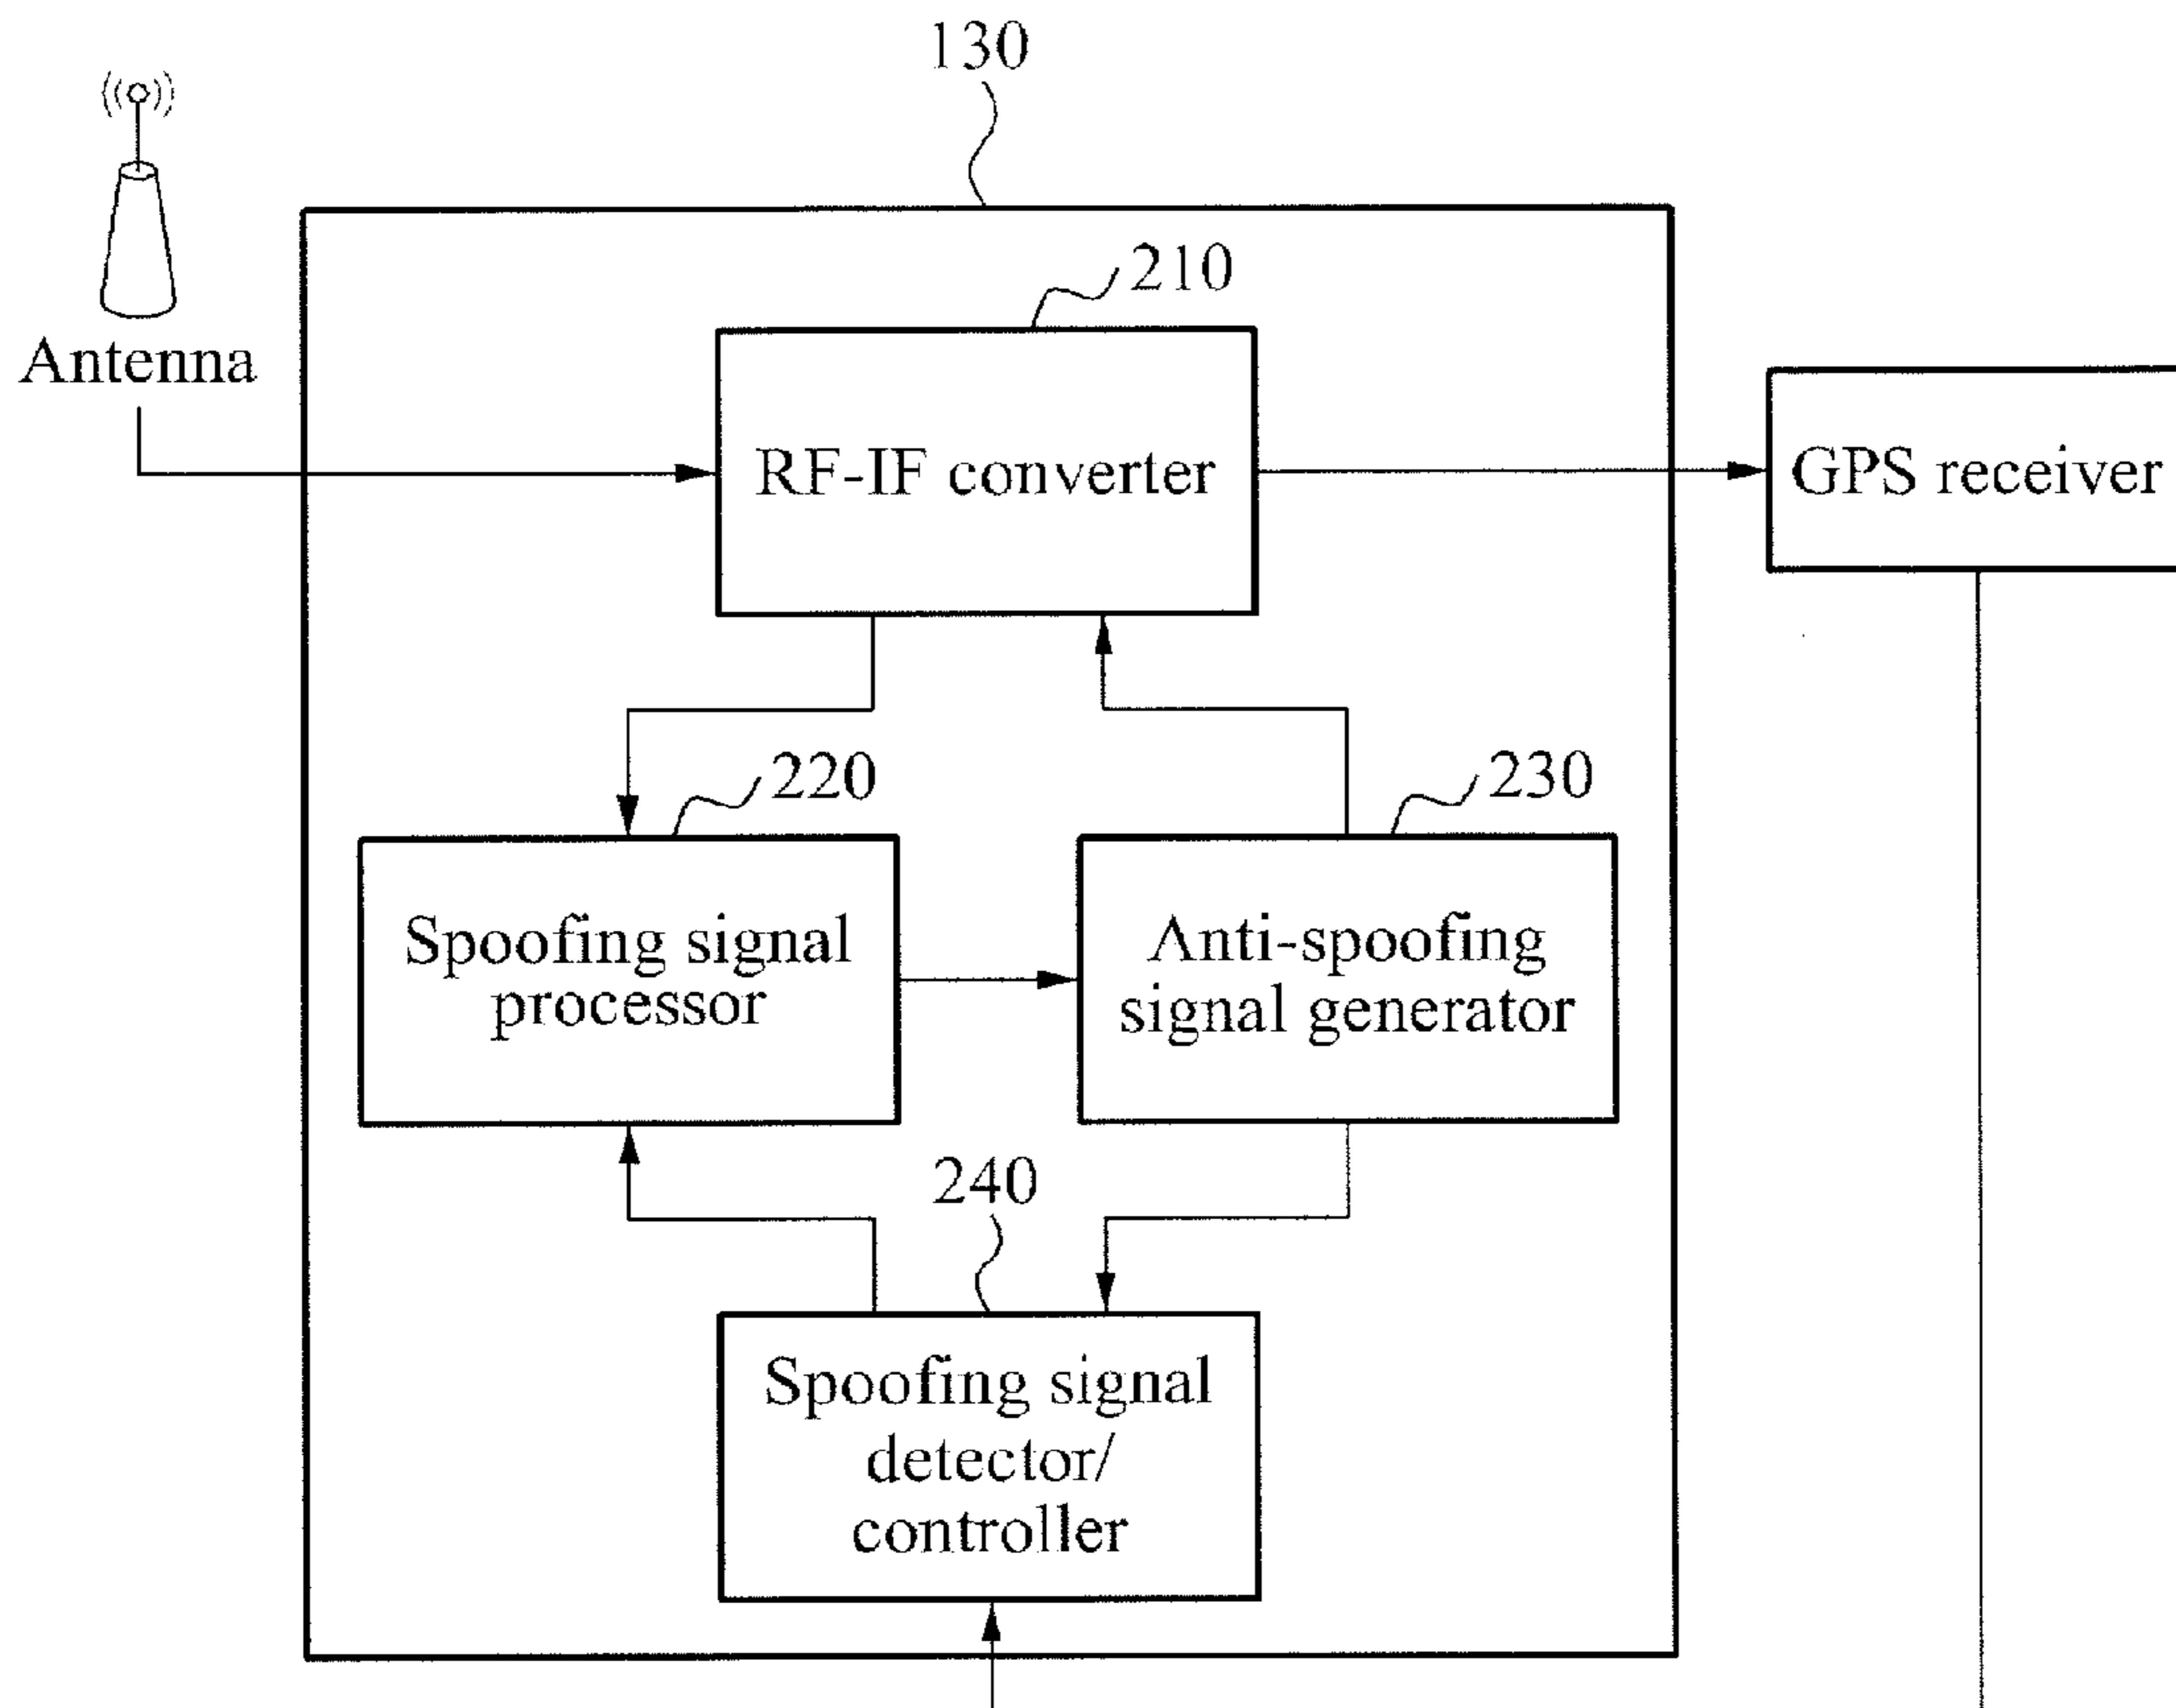 130
210
Antenna
RF-IF converter
GPS receiver
220
230
Spoofing signal
processor
Anti-spoofing
signal generator
240
Spoofing signal
detector/
controller